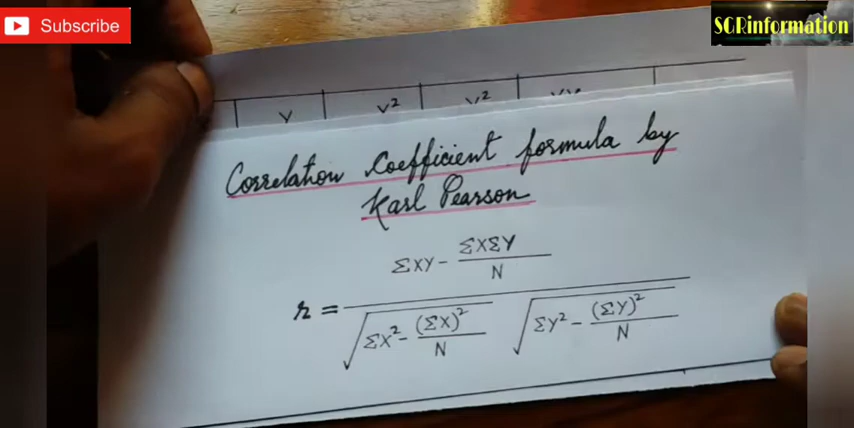 Subscribe
SGRinformation
Y
Correlation Coefficient formula by
Karl Pearson
ΣXY - ΣXΣY
N
r =
ΣX² - (ΣX)²
N
ΣY² - (ΣY)²
N